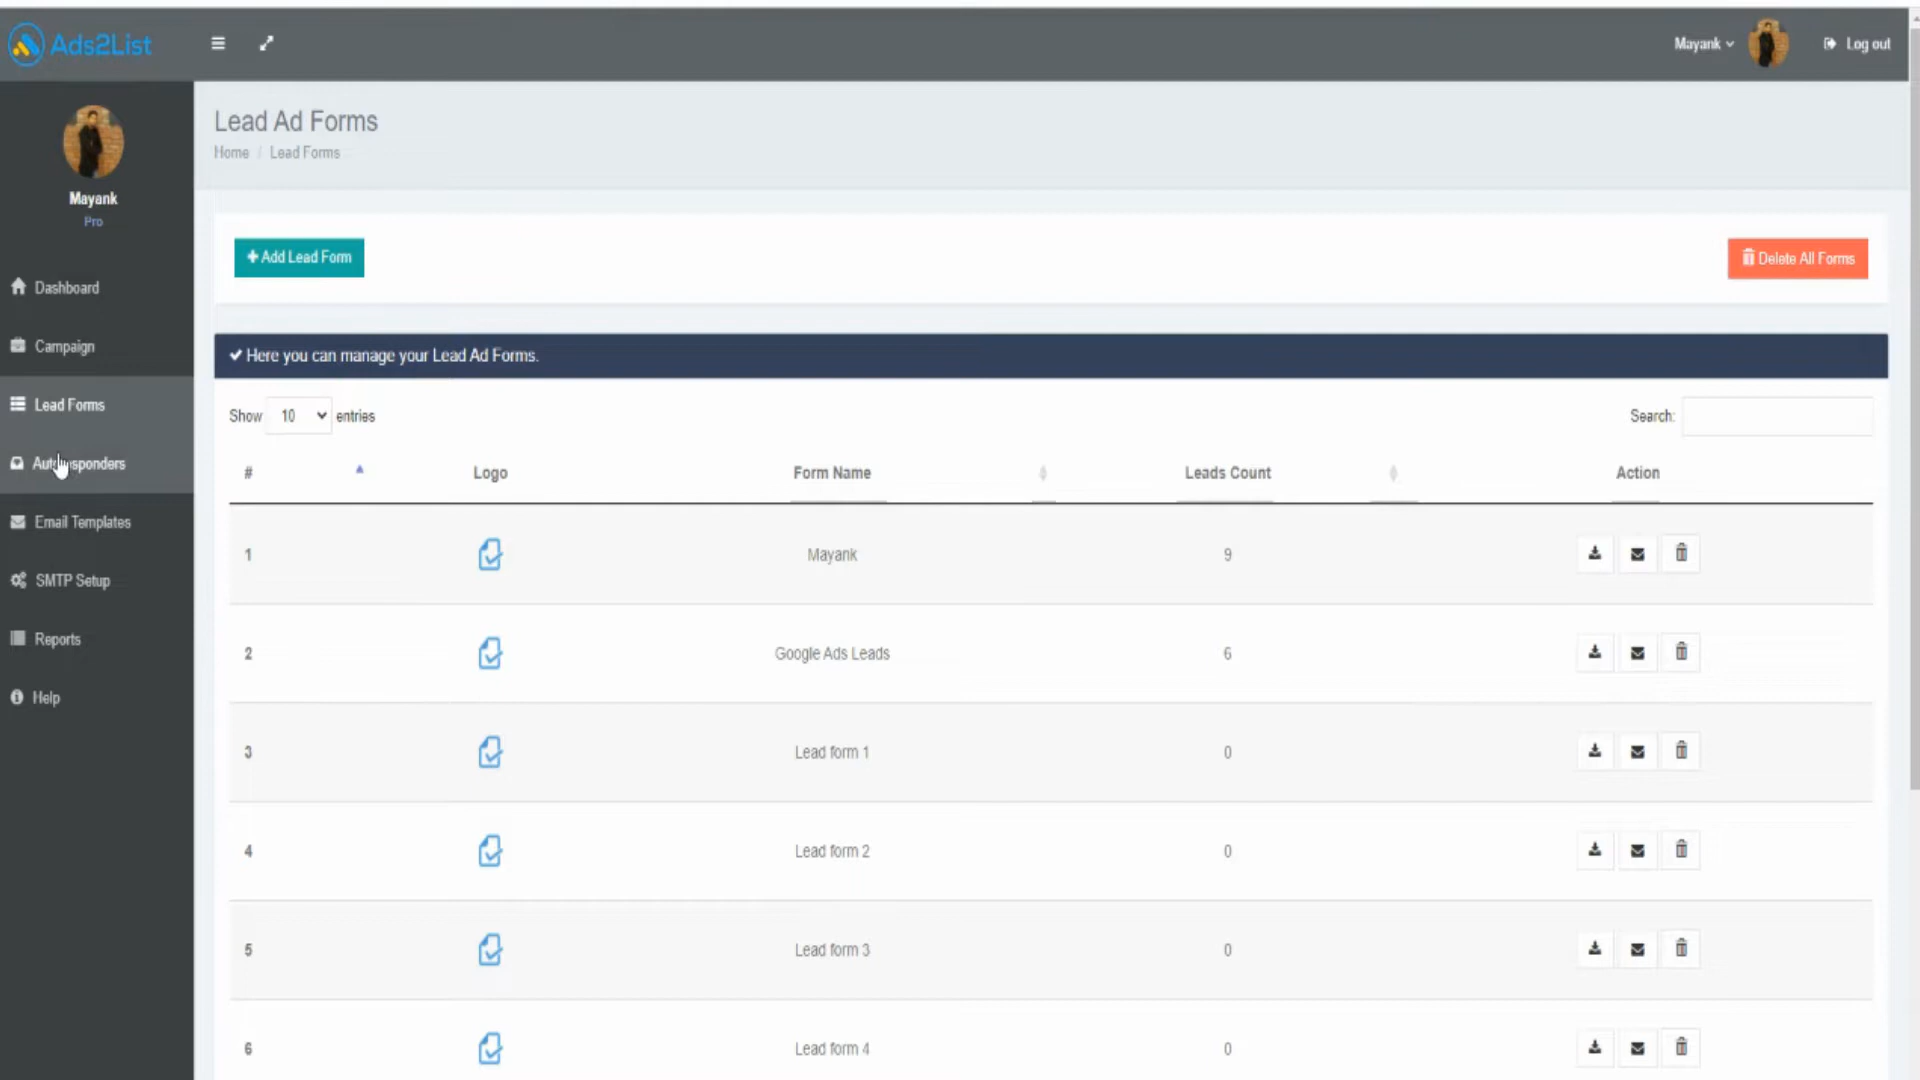 Ads2List
Mayank
Log out
Mayank
Pro
Dashboard
Campaign
Lead Forms
Email Templates
SMTP Setup
Reports
Help
Lead Ad Forms
Home / Lead Forms
Add Lead Form
Delete All Forms
Here you can manage your Lead Ad Forms.
Show 10 entries
Search:
# Logo Form Name Leads Count Action
1 Mayank 9
2 Google Ads Leads 6
3 Lead form 1 0
4 Lead form 2 0
5 Lead form 3 0
6 Lead form 4 0